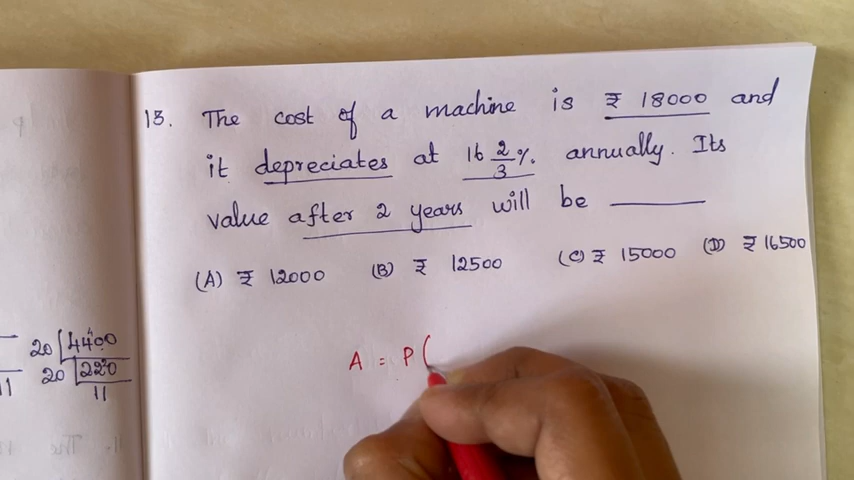 13. The cost of a machine is ₹ 18000 and
it depreciates at 16 2/3 %. annually. Its
value after 2 years will be ______
(A) ₹ 12000 (B) ₹ 12500 (C) ₹ 15000 (D) ₹ 16500
A = P (
20 4400
20 220
11
11